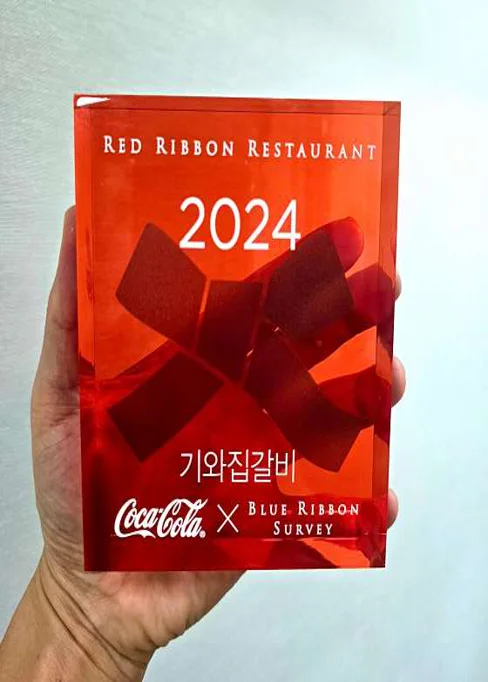 RED RIBBON RESTAURANT
2024
기와집갈비
Coca-Cola® X BLUE RIBBON
SURVEY